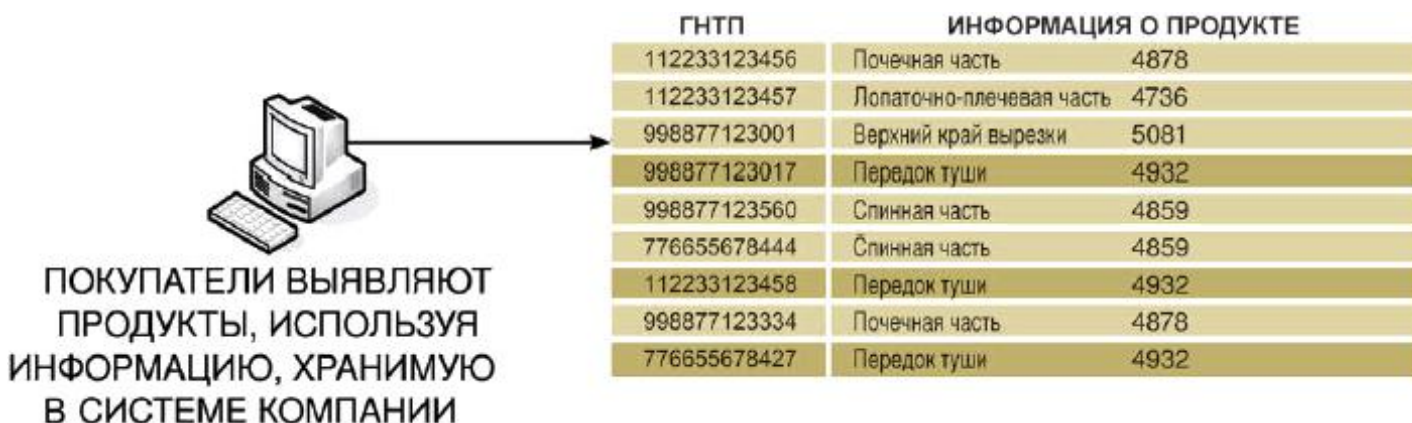 ГНТП ИНФОРМАЦИЯ О ПРОДУКТЕ
112233123456 Почечная часть 4878
112233123457 Лопаточно-плечевая часть 4736
998877123001 Верхний край вырезки 5081
998877123017 Передок туши 4932
998877123560 Спинная часть 4859
776655678444 Спинная часть 4859
112233123458 Передок туши 4932
998877123334 Почечная часть 4878
776655678427 Передок туши 4932
ПОКУПАТЕЛИ ВЫЯВЛЯЮТ
ПРОДУКТЫ, ИСПОЛЬЗУЯ
ИНФОРМАЦИЮ, ХРАНИМУЮ
В СИСТЕМЕ КОМПАНИИ